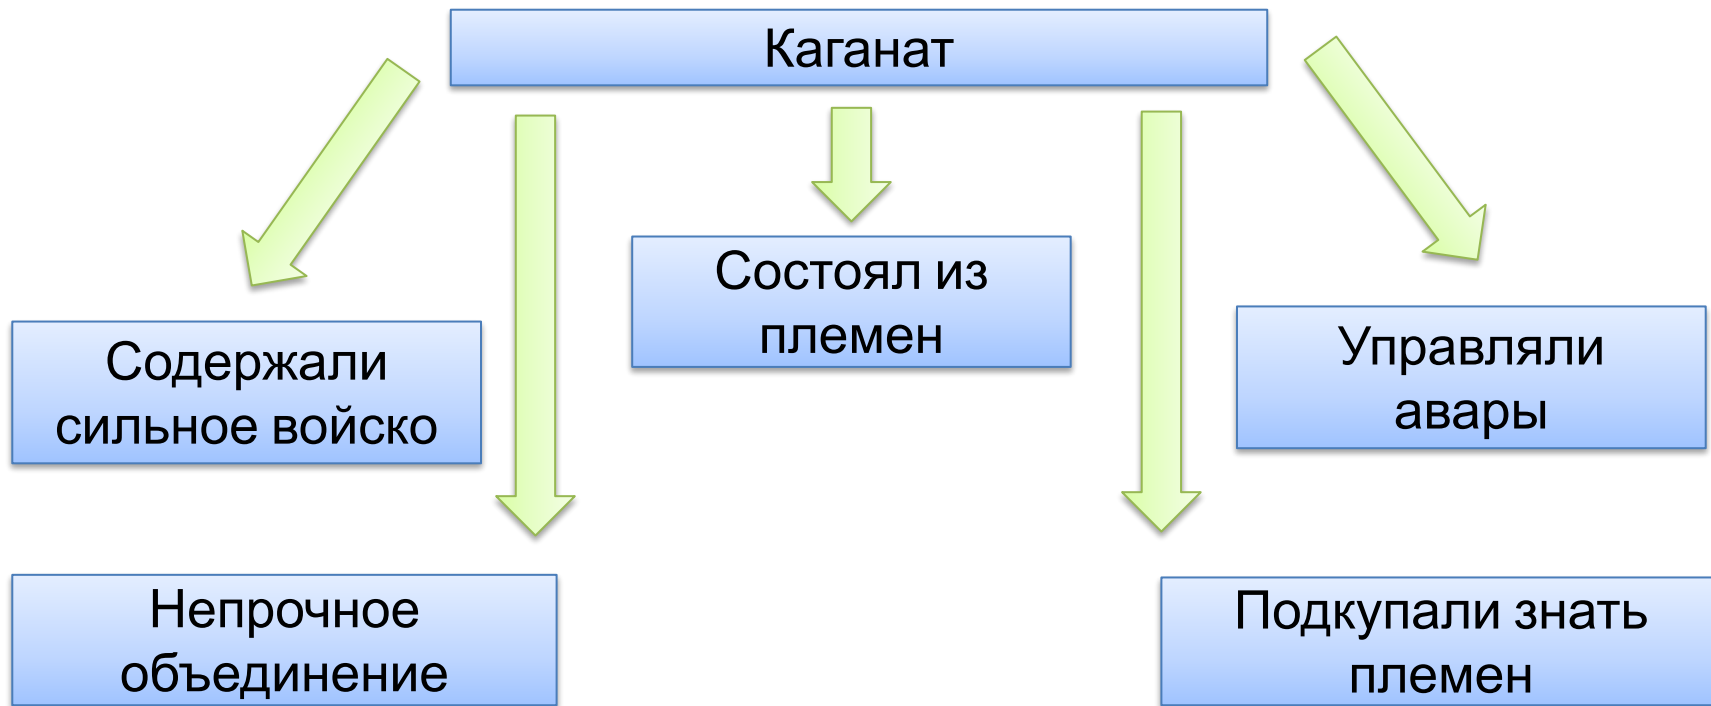 Каганат
Состоял из
племен
Содержали
сильное войско
Управляли
авары
Непрочное
объединение
Подкупали знать
племен